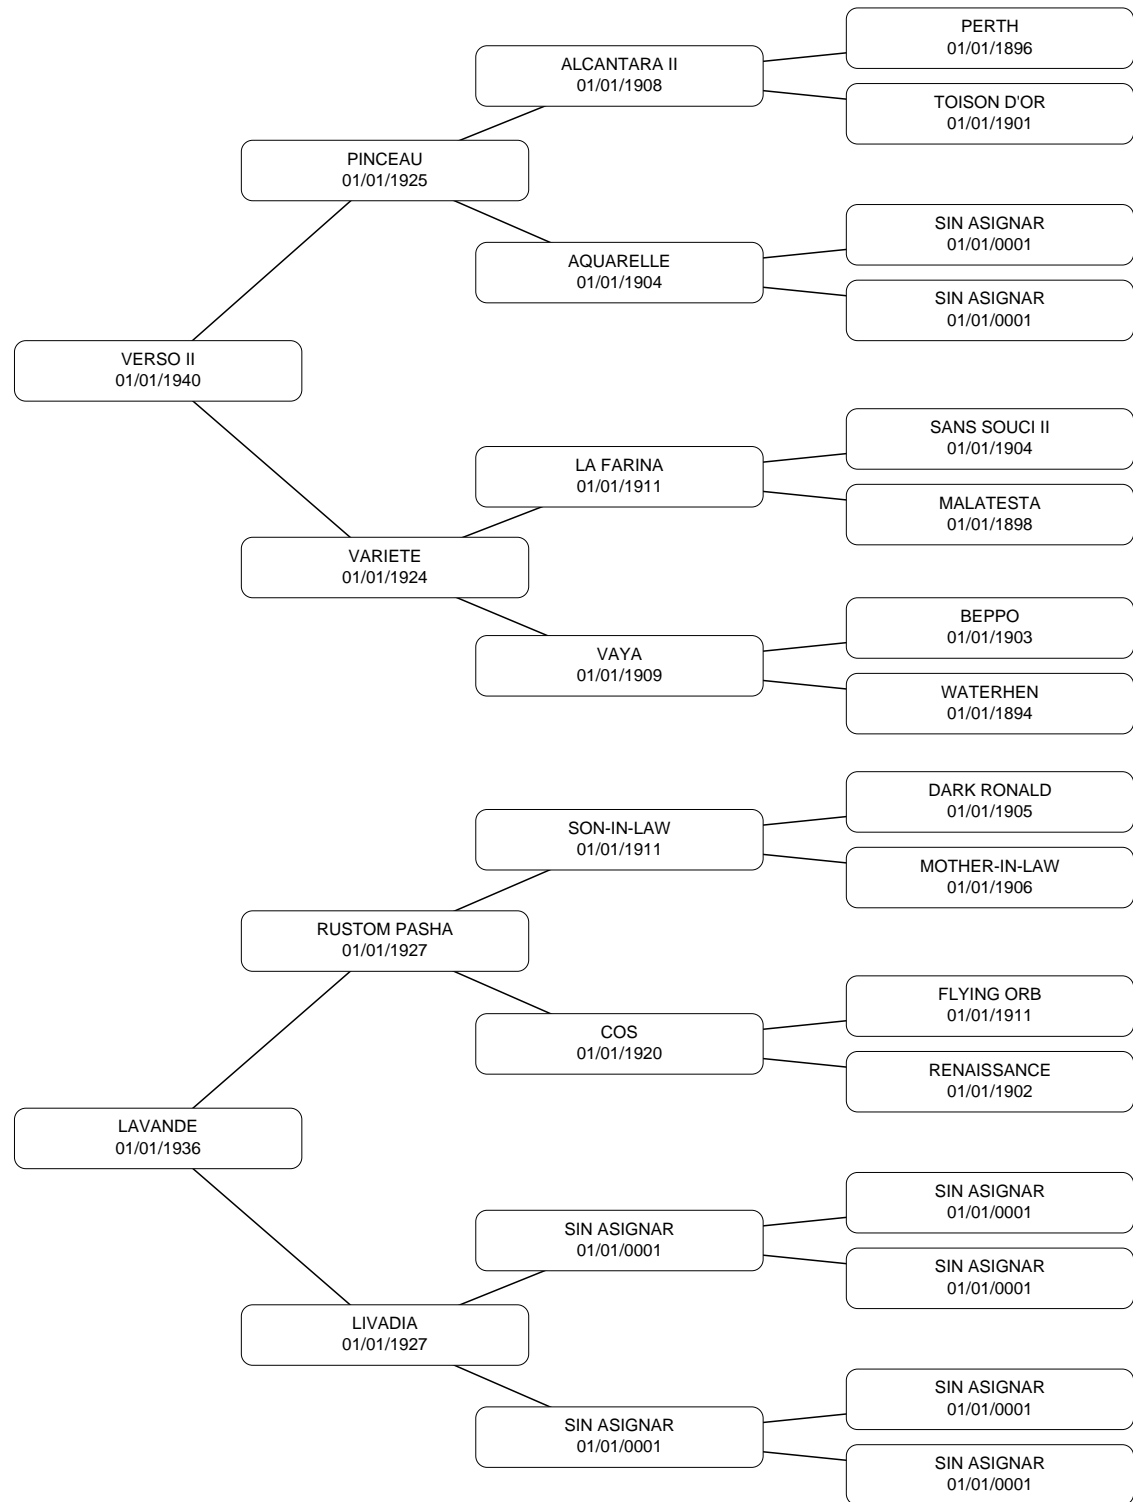 PERTH
01/01/1896
ALCANTARA II
01/01/1908
TOISON D'OR
01/01/1901
PINCEAU
01/01/1925
SIN ASIGNAR
01/01/0001
AQUARELLE
01/01/1904
SIN ASIGNAR
01/01/0001
VERSO II
01/01/1940
SANS SOUCI II
01/01/1904
LA FARINA
01/01/1911
MALATESTA
01/01/1898
VARIETE
01/01/1924
BEPPO
01/01/1903
VAYA
01/01/1909
WATERHEN
01/01/1894
DARK RONALD
01/01/1905
SON-IN-LAW
01/01/1911
MOTHER-IN-LAW
01/01/1906
RUSTOM PASHA
01/01/1927
FLYING ORB
01/01/1911
COS
01/01/1920
RENAISSANCE
01/01/1902
LAVANDE
01/01/1936
SIN ASIGNAR
01/01/0001
SIN ASIGNAR
01/01/0001
SIN ASIGNAR
01/01/0001
LIVADIA
01/01/1927
SIN ASIGNAR
01/01/0001
SIN ASIGNAR
01/01/0001
SIN ASIGNAR
01/01/0001